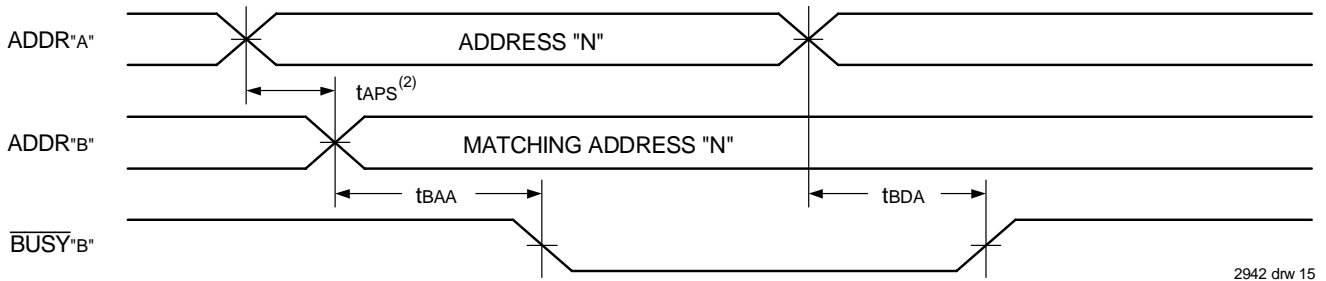 ADDR"A"
ADDRESS "N"
tAPS(2)
ADDR"B"
MATCHING ADDRESS "N"
tBAA
tBDA
BUSY"B"
2942 drw 15